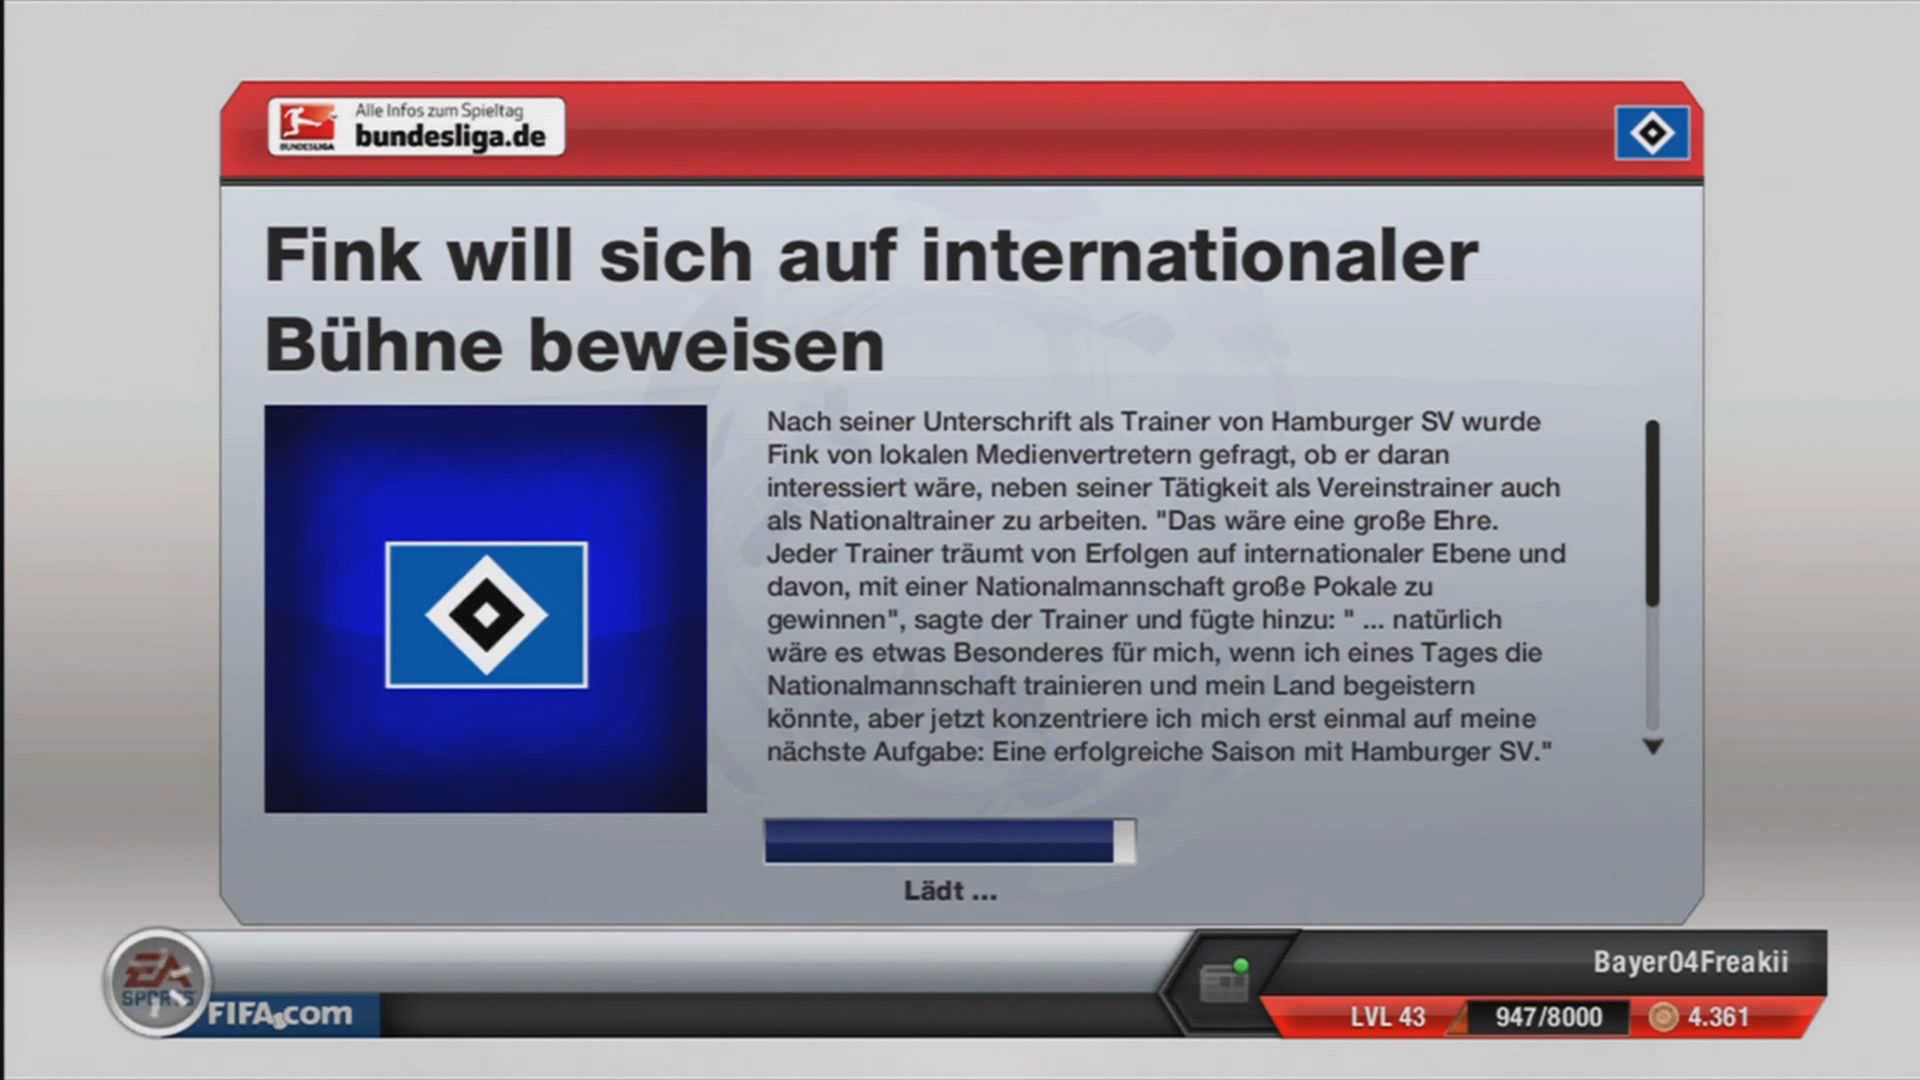 Alle Infos zum Spieltag
BUNDESLIGA
bundesliga.de
Fink will sich auf internationaler
Bühne beweisen
Nach seiner Unterschrift als Trainer von Hamburger SV wurde
Fink von lokalen Medienvertretern gefragt, ob er daran
interessiert wäre, neben seiner Tätigkeit als Vereinstrainer auch
als Nationaltrainer zu arbeiten. "Das wäre eine große Ehre.
Jeder Trainer träumt von Erfolgen auf internationaler Ebene und
davon, mit einer Nationalmannschaft große Pokale zu
gewinnen", sagte der Trainer und fügte hinzu: " ... natürlich
wäre es etwas Besonderes für mich, wenn ich eines Tages die
Nationalmannschaft trainieren und mein Land begeistern
könnte, aber jetzt konzentriere ich mich erst einmal auf meine
nächste Aufgabe: Eine erfolgreiche Saison mit Hamburger SV."
Lädt ...
EA
SPORTS
FIFA.com
Bayer04Freakii
LVL 43
947/8000
4.361